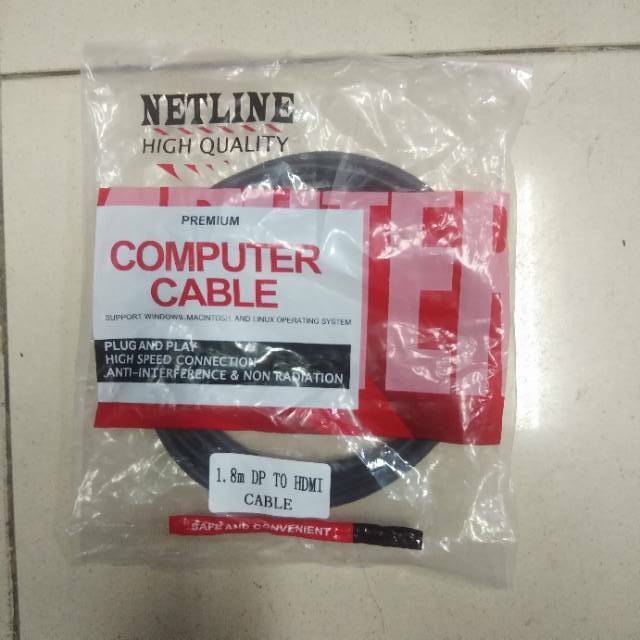 NETLINE
HIGH QUALITY
PREMIUM
COMPUTER
CABLE
SUPPORT WINDOWS.MACINTOSH, AND LINUX OPERATING SYSTEM
PLUG AND PLAY
HIGH SPEED CONNECTION
ANTI-INTERFERENCE & NON RADIATION
1.8m DP TO HDMI
CABLE
SAFE AND CONVENIENT